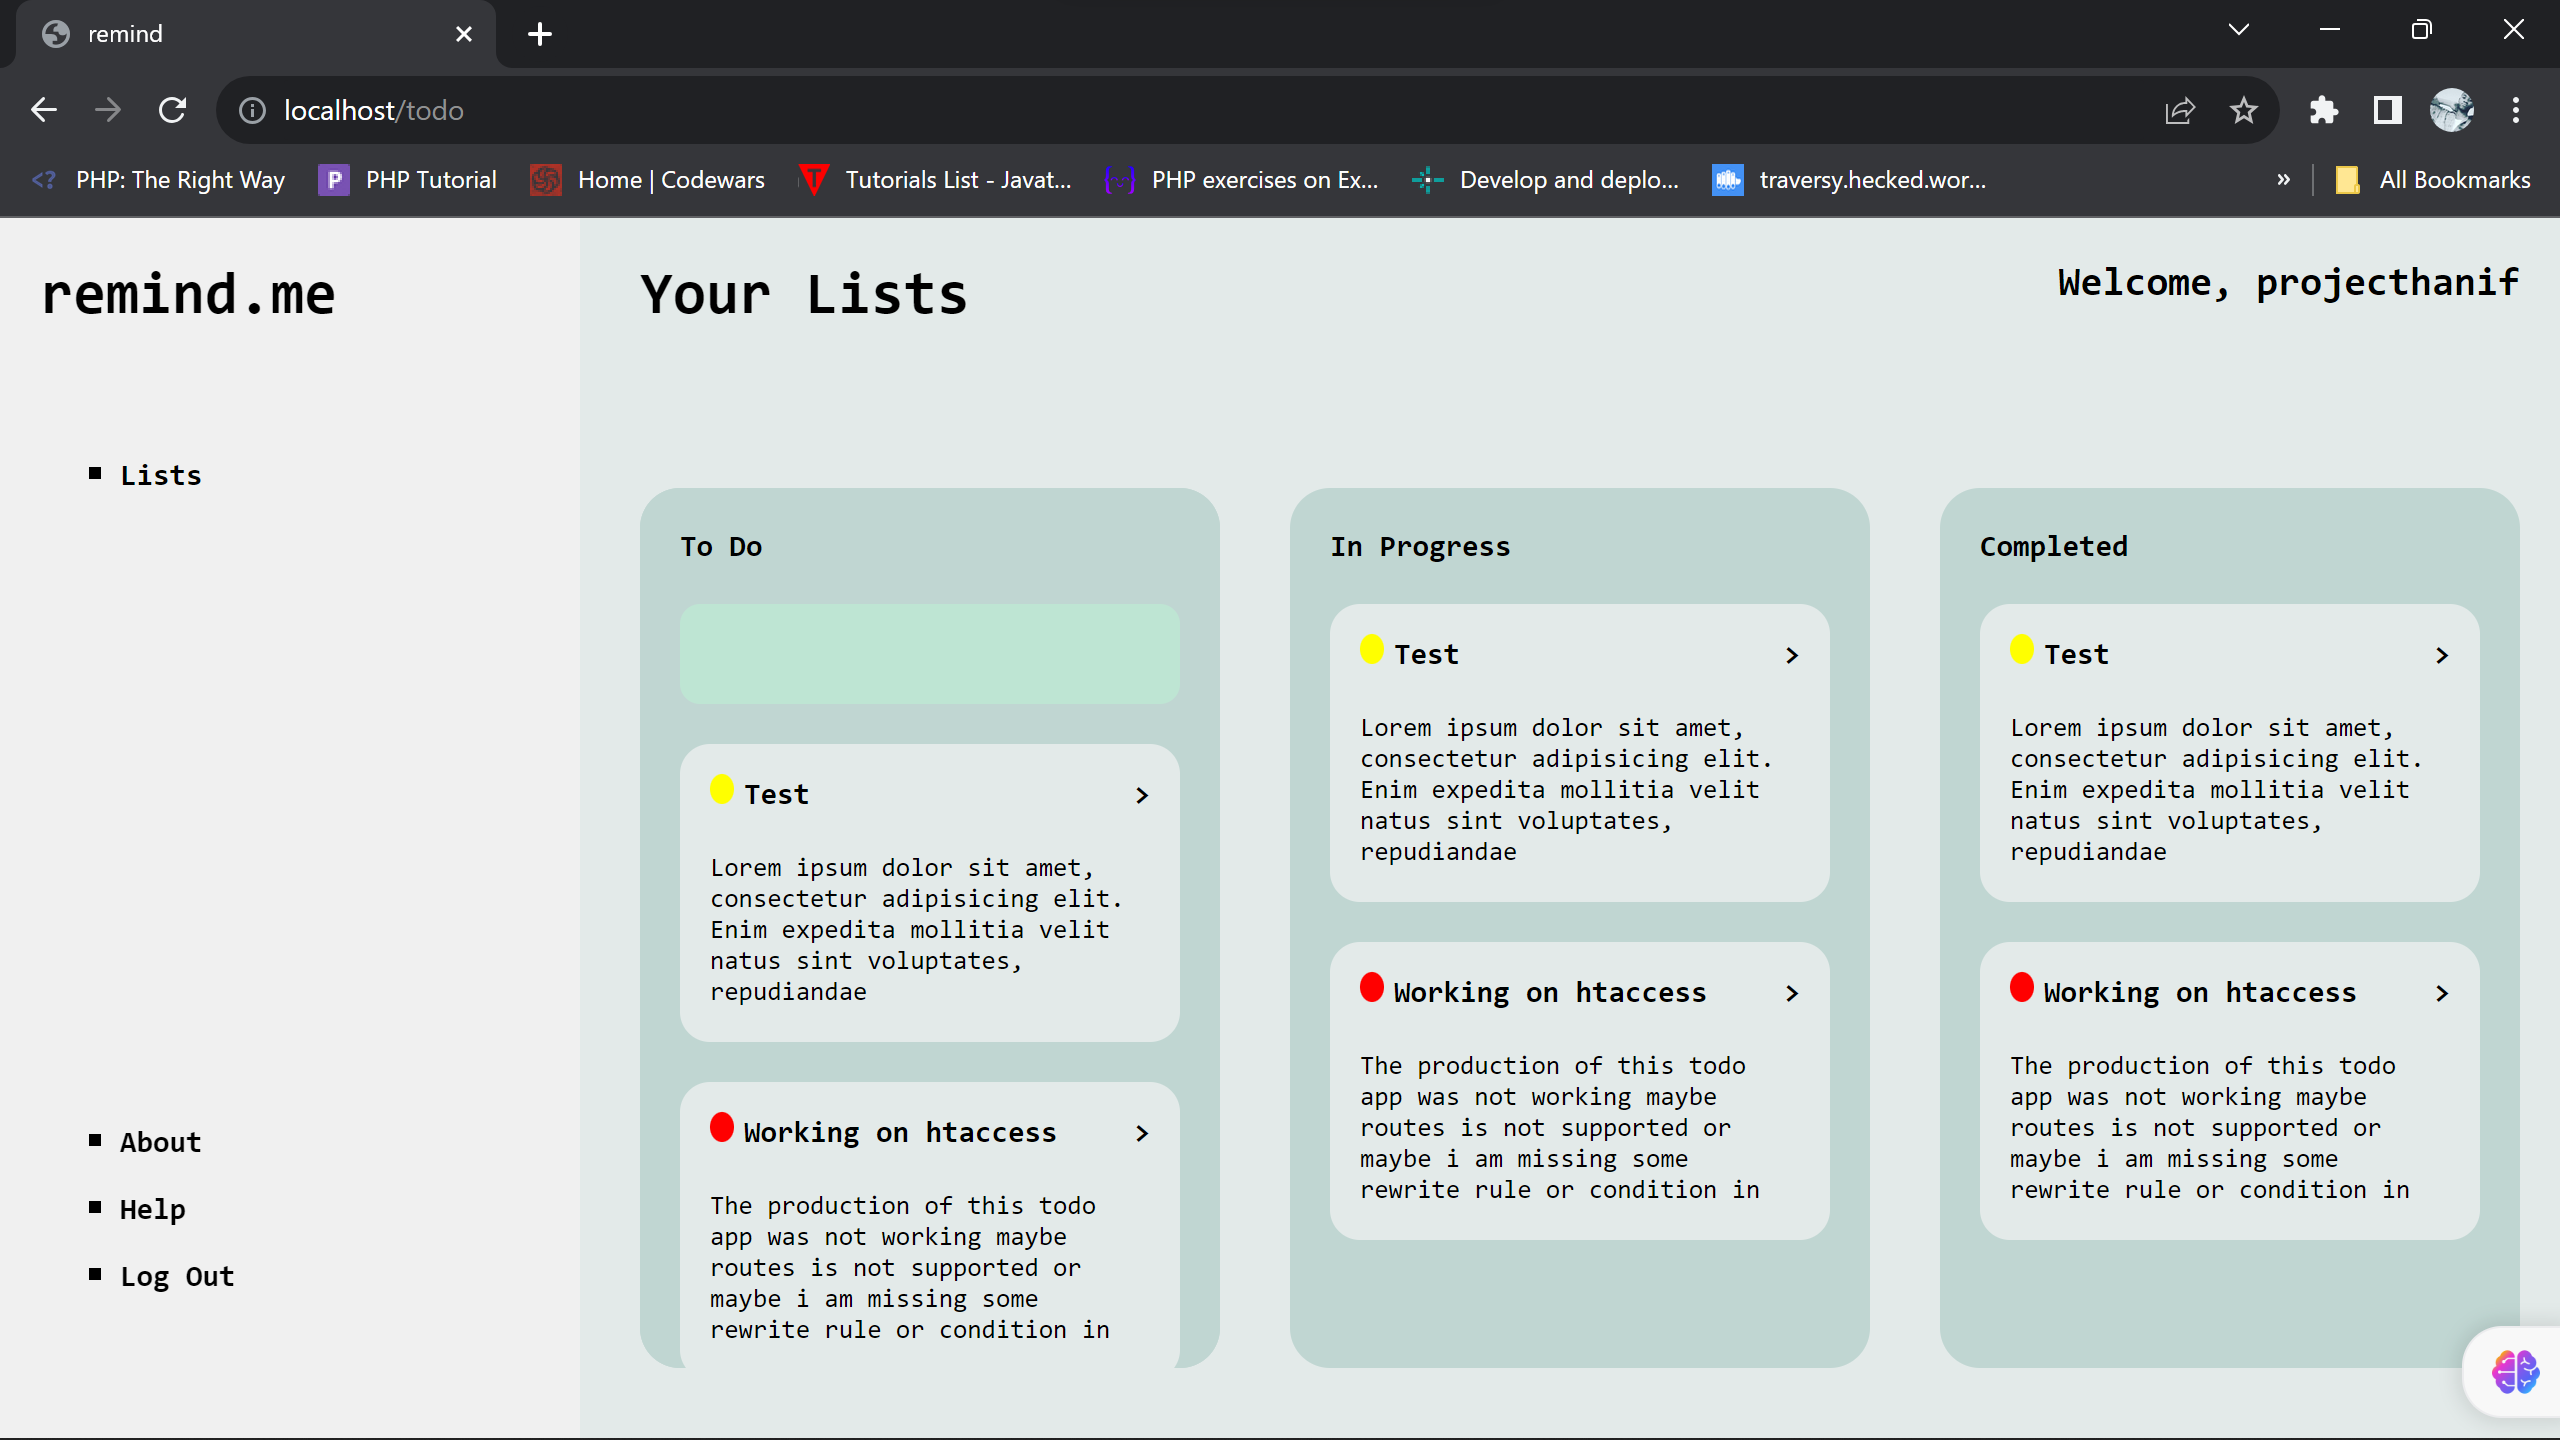 remind
localhost/todo
<? PHP: The Right Way
P PHP Tutorial
Home | Codewars
T Tutorials List - Javat...
PHP exercises on Ex...
Develop and deplo...
traversy.hecked.wor...
»
All Bookmarks
remind.me
Lists
About
Help
Log Out
Your Lists
Welcome, projecthanif
To Do
Test >
Lorem ipsum dolor sit amet,
consectetur adipisicing elit.
Enim expedita mollitia velit
natus sint voluptates,
repudiandae
Working on htaccess >
The production of this todo
app was not working maybe
routes is not supported or
maybe i am missing some
rewrite rule or condition in
In Progress
Test >
Lorem ipsum dolor sit amet,
consectetur adipisicing elit.
Enim expedita mollitia velit
natus sint voluptates,
repudiandae
Working on htaccess >
The production of this todo
app was not working maybe
routes is not supported or
maybe i am missing some
rewrite rule or condition in
Completed
Test >
Lorem ipsum dolor sit amet,
consectetur adipisicing elit.
Enim expedita mollitia velit
natus sint voluptates,
repudiandae
Working on htaccess >
The production of this todo
app was not working maybe
routes is not supported or
maybe i am missing some
rewrite rule or condition in